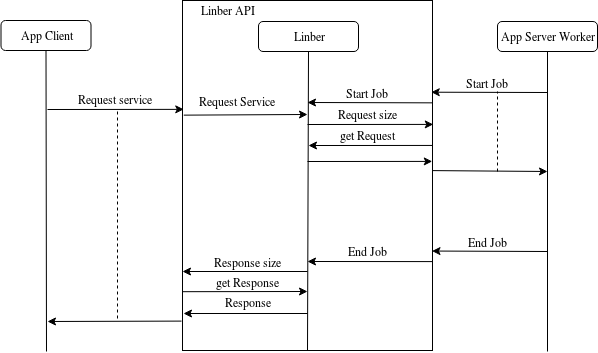 Linber API
App Client
Linber
App Server Worker
Start Job
Start Job
Request service
Request Service
Request size
get Request
End Job
End Job
Response size
get Response
Response